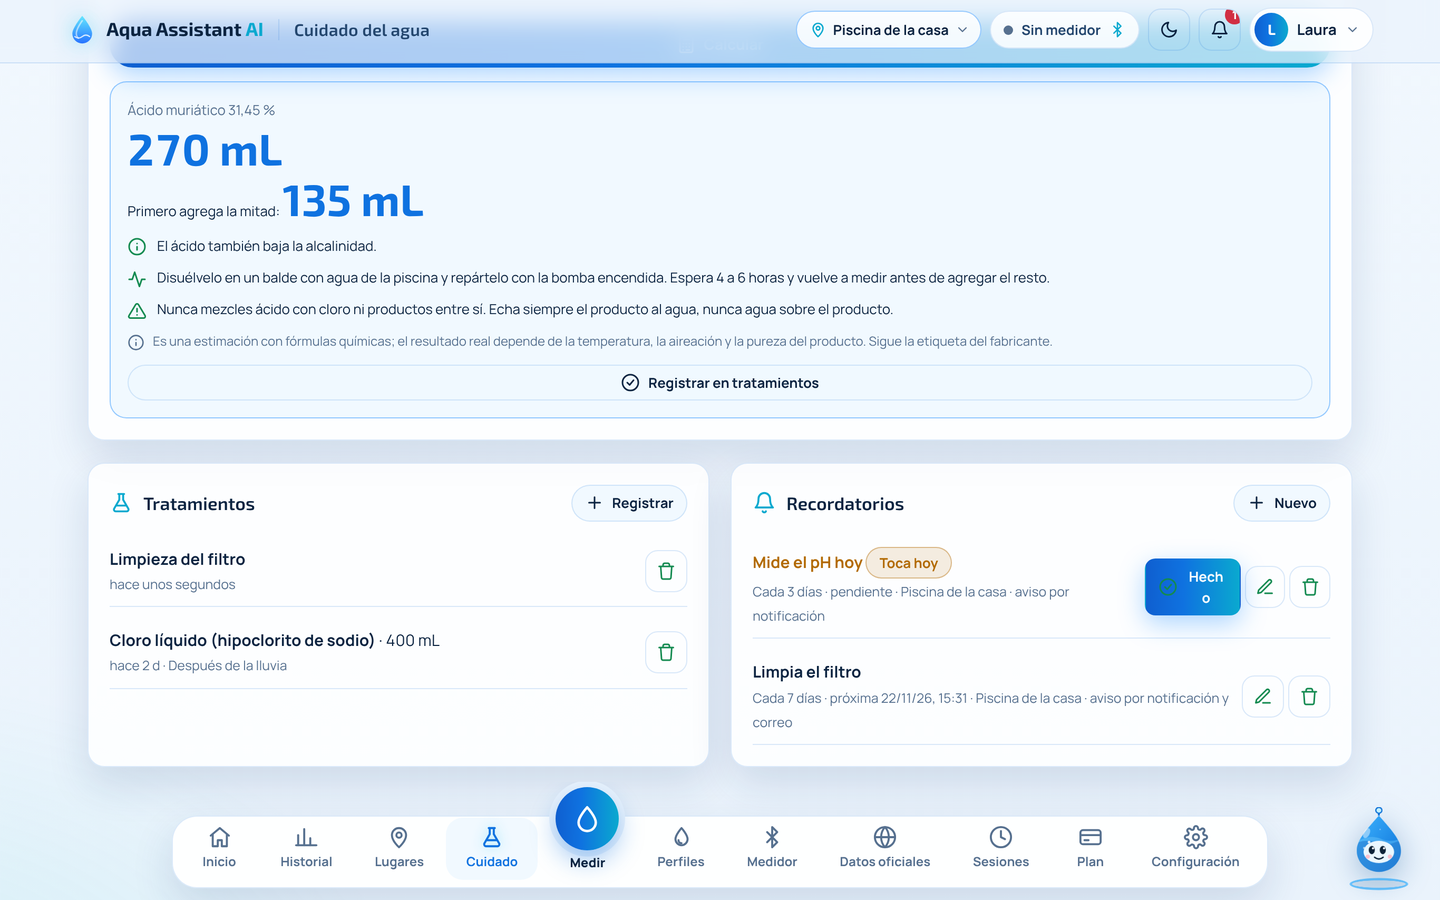 Aqua Assistant AI
Cuidado del agua
Piscina de la casa
Sin medidor
L
Laura
Ácido muriático 31,45 %
270 mL
Primero agrega la mitad: 135 mL
El ácido también baja la alcalinidad.
Disuélvelo en un balde con agua de la piscina y repártelo con la bomba encendida. Espera 4 a 6 horas y vuelve a medir antes de agregar el resto.
Nunca mezcles ácido con cloro ni productos entre sí. Echa siempre el producto al agua, nunca agua sobre el producto.
Es una estimación con fórmulas químicas; el resultado real depende de la temperatura, la aireación y la pureza del producto. Sigue la etiqueta del fabricante.
Registrar en tratamientos
Tratamientos
Registrar
Limpieza del filtro
hace unos segundos
Cloro líquido (hipoclorito de sodio) · 400 mL
hace 2 d · Después de la lluvia
Recordatorios
Nuevo
Mide el pH hoy Toca hoy
Cada 3 días · pendiente · Piscina de la casa · aviso por
notificación
Hech
o
Limpia el filtro
Cada 7 días · próxima 22/11/26, 15:31 · Piscina de la casa · aviso por notificación y
correo
Inicio
Historial
Lugares
Cuidado
Medir
Perfiles
Medidor
Datos oficiales
Sesiones
Plan
Configuración